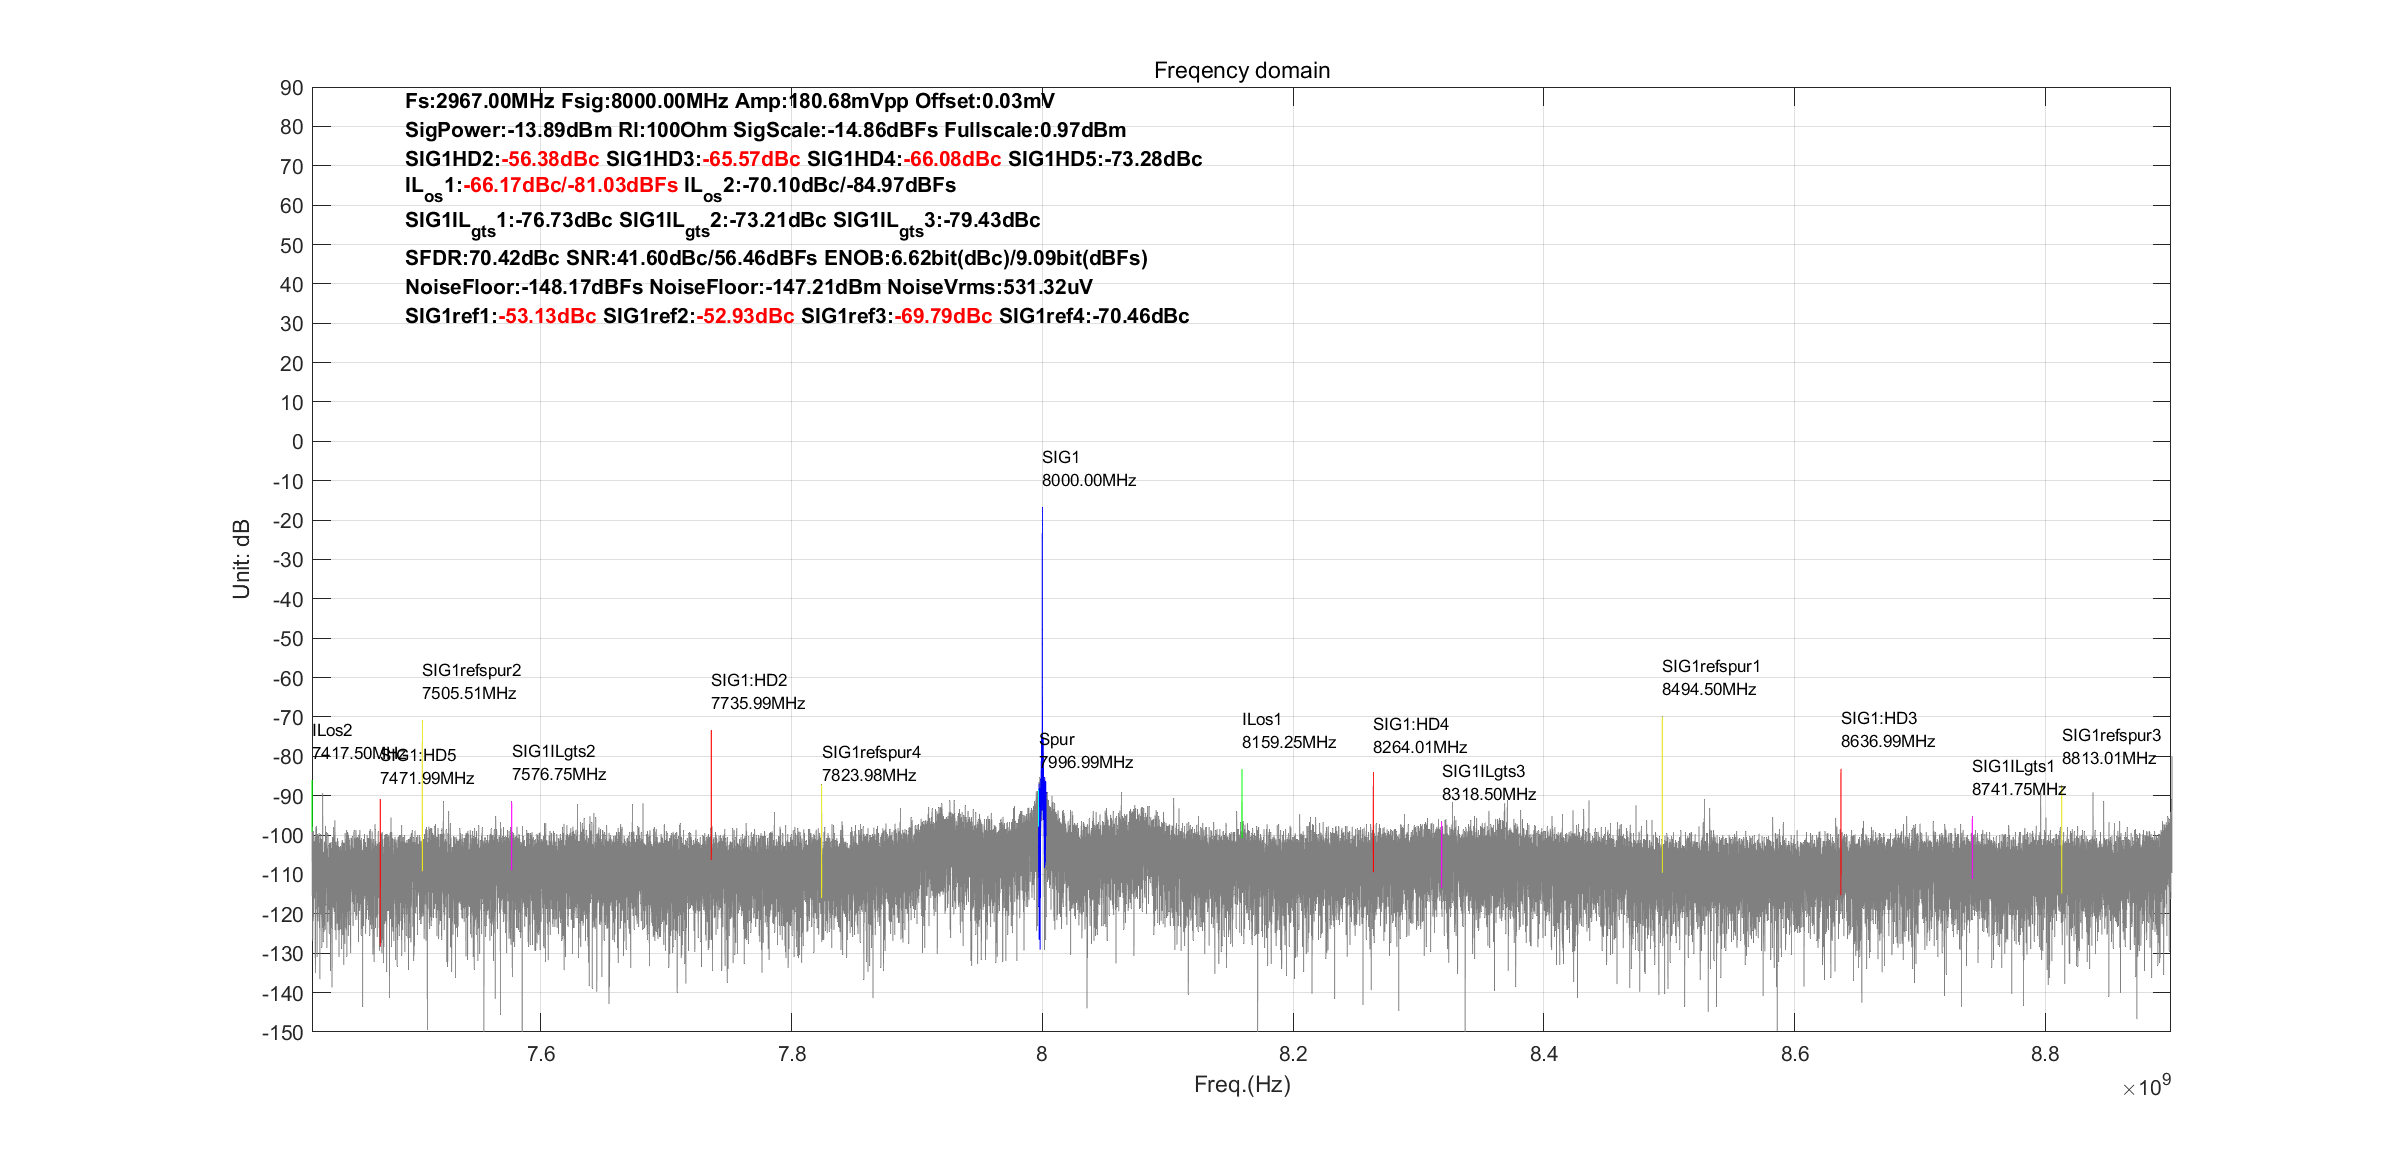 Freqency domain
Fs:2967.00MHz Fsig:8000.00MHz Amp:180.68mVpp Offset:0.03mV
SigPower:-13.89dBm Rl:100Ohm SigScale:-14.86dBFs Fullscale:0.97dBm
SIG1HD2:-56.38dBc SIG1HD3:-65.57dBc SIG1HD4:-66.08dBc SIG1HD5:-73.28dBc
ILos1:-66.17dBc/-81.03dBFs ILos2:-70.10dBc/-84.97dBFs
SIG1ILgts1:-76.73dBc SIG1ILgts2:-73.21dBc SIG1ILgts3:-79.43dBc
SFDR:70.42dBc SNR:41.60dBc/56.46dBFs ENOB:6.62bit(dBc)/9.09bit(dBFs)
NoiseFloor:-148.17dBFs NoiseFloor:-147.21dBm NoiseVrms:531.32uV
SIG1ref1:-53.13dBc SIG1ref2:-52.93dBc SIG1ref3:-69.79dBc SIG1ref4:-70.46dBc
90
80
70
60
50
40
30
20
10
0
-10
-20
-30
-40
-50
-60
-70
-80
-90
-100
-110
-120
-130
-140
-150
Unit: dB
SIG1
8000.00MHz
SIG1refspur2
7505.51MHz
SIG1:HD2
7735.99MHz
SIG1refspur1
8494.50MHz
ILos2
7417.50MHz
SIG1:HD5
7471.99MHz
SIG1ILgts2
7576.75MHz
SIG1refspur4
7823.98MHz
Spur
7996.99MHz
ILos1
8159.25MHz
SIG1:HD4
8264.01MHz
SIG1ILgts3
8318.50MHz
SIG1:HD3
8636.99MHz
SIG1ILgts1
8741.75MHz
SIG1refspur3
8813.01MHz
7.6
7.8
8
8.2
8.4
8.6
8.8
Freq.(Hz)
×10^9